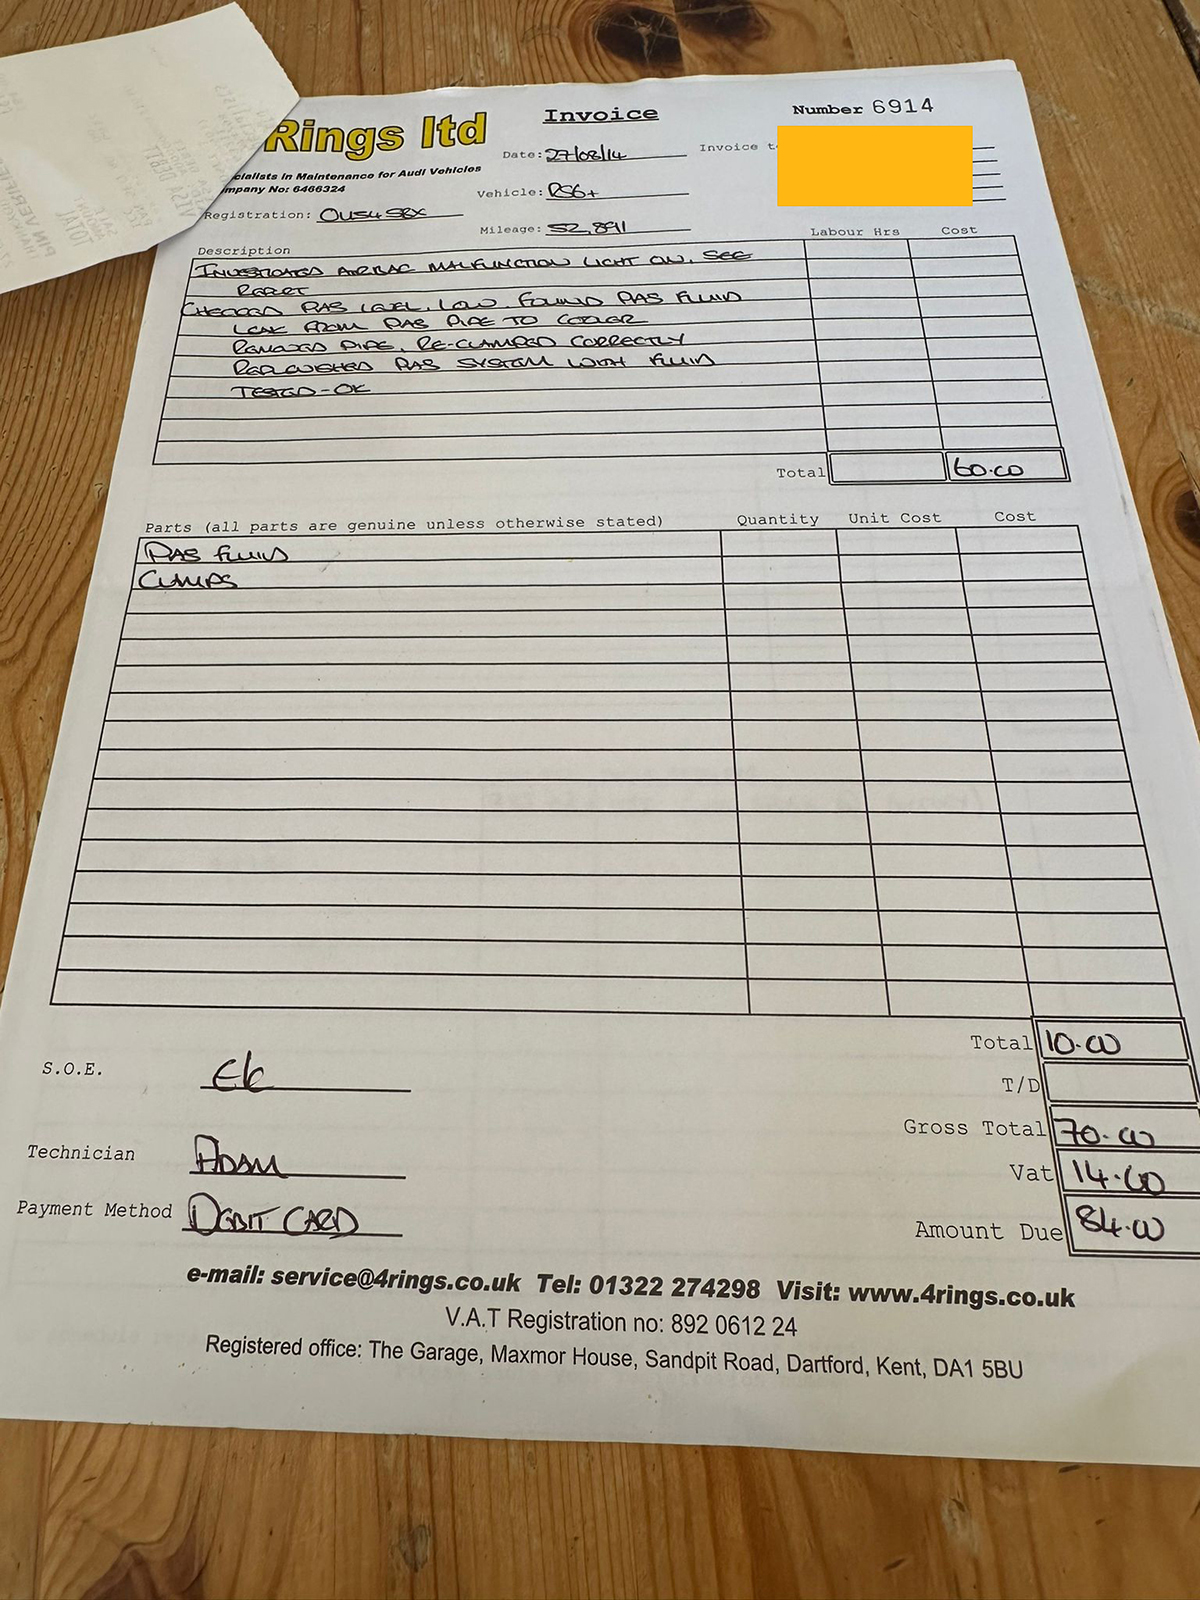 Rings ltd
Invoice
Number 6914
Date: 27/08/14
Invoice t
cialists in Maintenance for Audi Vehicles
mpany No: 6466324
Vehicle: RS6+
Registration:
Mileage: 52,891
Description
Labour Hrs
Cost
INVESTIGATED AIRBAG MALFUNCTION LIGHT ON. SEE
REPORT
CHECKED PAS LEVEL, LOW. FOUND PAS FLUID
LEAK FROM PAS PIPE TO COOLER
REMOVED PIPE, RE-CLAMPED CORRECTLY
REPLENISHED PAS SYSTEM WITH FLUID
TESTED-OK
Total 60.00
Parts (all parts are genuine unless otherwise stated)
Quantity
Unit Cost
Cost
PAS FLUID
CLAMPS
Total 10.00
S.O.E.
T/D
Gross Total 70.00
Technician ADAM
Vat 14.00
Payment Method DEBIT CARD
Amount Due 84.00
e-mail: service@4rings.co.uk Tel: 01322 274298 Visit: www.4rings.co.uk
V.A.T Registration no: 892 0612 24
Registered office: The Garage, Maxmor House, Sandpit Road, Dartford, Kent, DA1 5BU